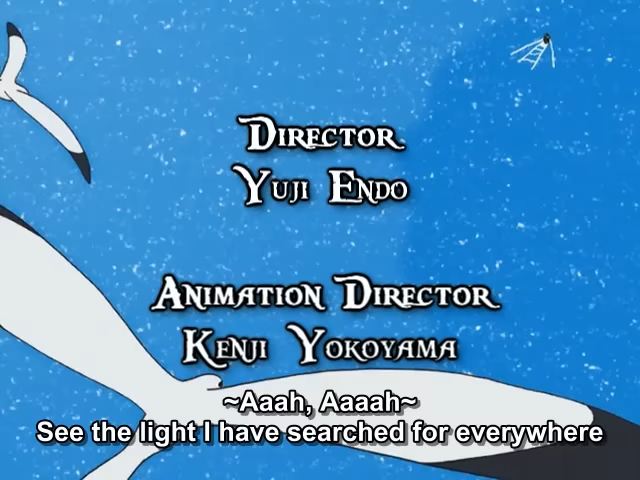 Director
Yuji Endo
Animation Director
Kenji Yokoyama
~Aaah, Aaaah~
See the light I have searched for everywhere